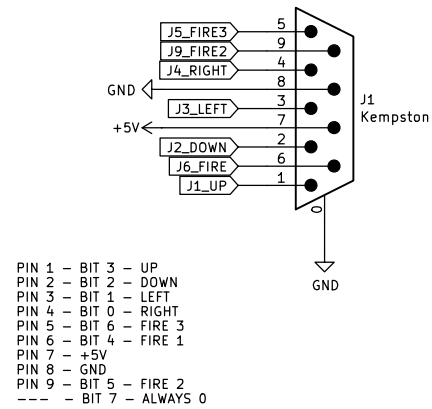 J5_FIRE3 5
J9_FIRE2 9
J4_RIGHT 4
GND 8
J3_LEFT 3
+5V 7
J2_DOWN 2
J6_FIRE 6
J1_UP 1
J1
Kempston
0
GND
PIN 1 – BIT 3 – UP
PIN 2 – BIT 2 – DOWN
PIN 3 – BIT 1 – LEFT
PIN 4 – BIT 0 – RIGHT
PIN 5 – BIT 6 – FIRE 3
PIN 6 – BIT 4 – FIRE 1
PIN 7 – +5V
PIN 8 – GND
PIN 9 – BIT 5 – FIRE 2
––– – BIT 7 – ALWAYS 0